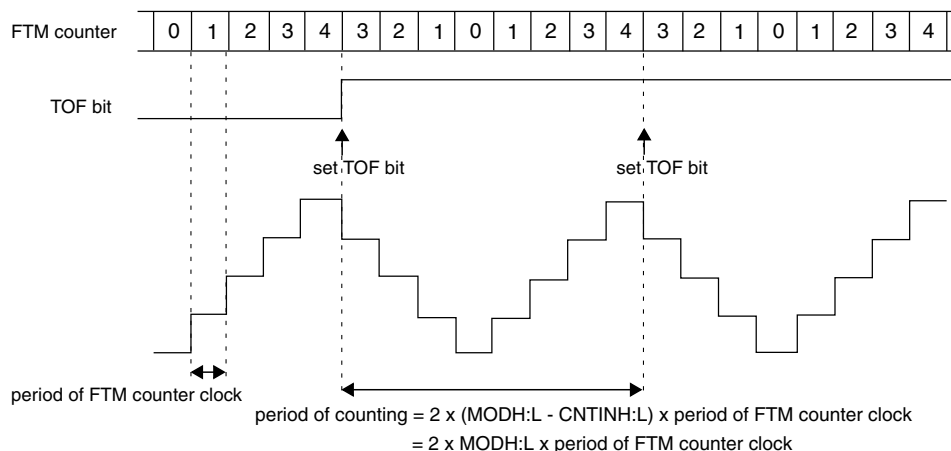 FTM counter 0 1 2 3 4 3 2 1 0 1 2 3 4 3 2 1 0 1 2 3 4
TOF bit
set TOF bit set TOF bit
period of FTM counter clock
period of counting = 2 x (MODH:L - CNTINH:L) x period of FTM counter clock
= 2 x MODH:L x period of FTM counter clock